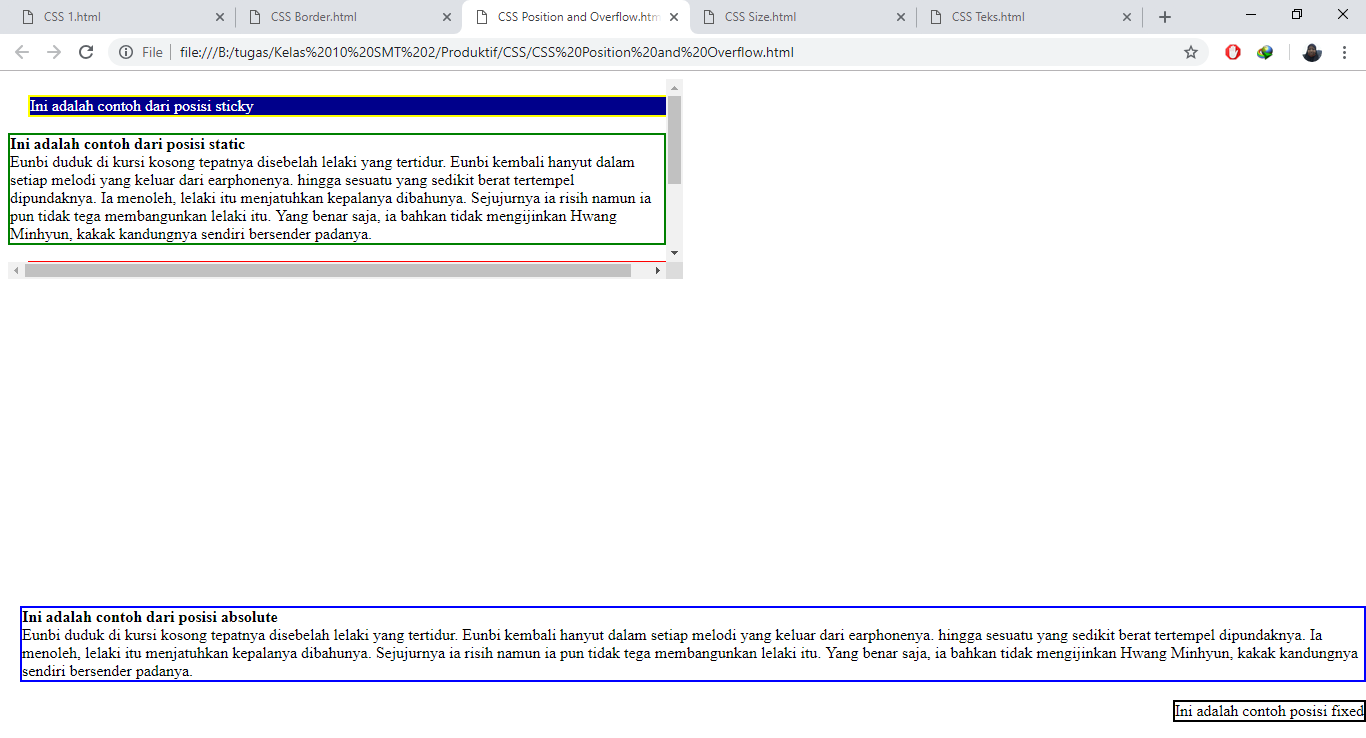 CSS 1.html
CSS Border.html
CSS Position and Overflow.htm
CSS Size.html
CSS Teks.html
File
file:///B:/tugas/Kelas%2010%20SMT%202/Produktif/CSS/CSS%20Position%20and%20Overflow.html
Ini adalah contoh dari posisi sticky
Ini adalah contoh dari posisi static
Eunbi duduk di kursi kosong tepatnya disebelah lelaki yang tertidur. Eunbi kembali hanyut dalam
setiap melodi yang keluar dari earphonenya. hingga sesuatu yang sedikit berat tertempel
dipundaknya. Ia menoleh, lelaki itu menjatuhkan kepalanya dibahunya. Sejujurnya ia risih namun ia
pun tidak tega membangunkan lelaki itu. Yang benar saja, ia bahkan tidak mengijinkan Hwang
Minhyun, kakak kandungnya sendiri bersender padanya.
Ini adalah contoh dari posisi absolute
Eunbi duduk di kursi kosong tepatnya disebelah lelaki yang tertidur. Eunbi kembali hanyut dalam setiap melodi yang keluar dari earphonenya. hingga sesuatu yang sedikit berat tertempel dipundaknya. Ia
menoleh, lelaki itu menjatuhkan kepalanya dibahunya. Sejujurnya ia risih namun ia pun tidak tega membangunkan lelaki itu. Yang benar saja, ia bahkan tidak mengijinkan Hwang Minhyun, kakak kandungnya
sendiri bersender padanya.
Ini adalah contoh posisi fixed